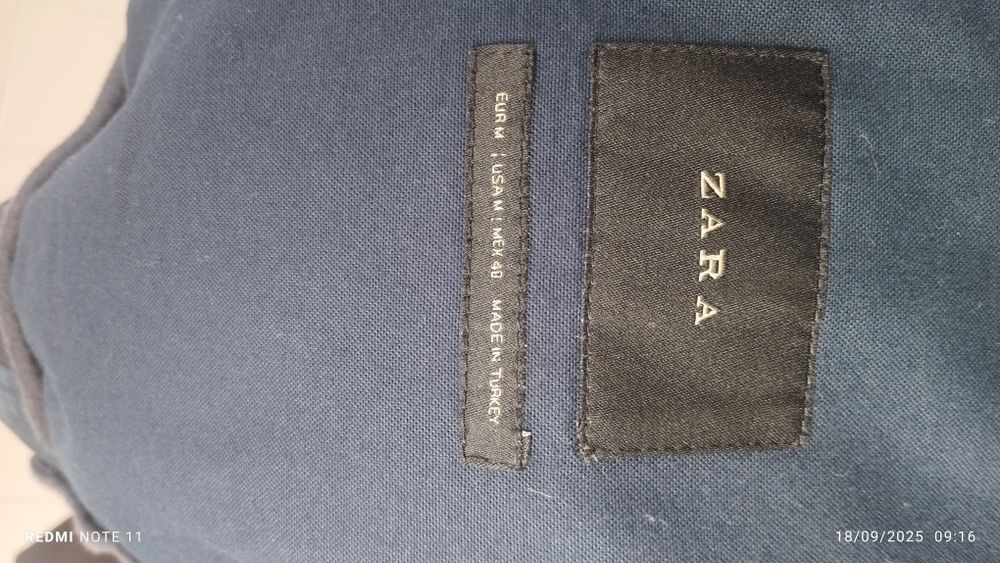 ZARA
EUR M | USA M | MEX 40 MADE IN TURKEY
REDMI NOTE 11
18/09/2025 09:16